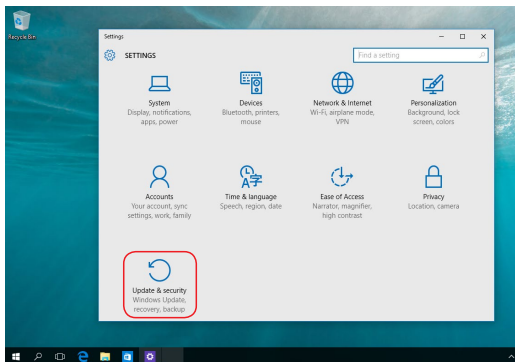 Recycle Bin
Settings
SETTINGS
Find a setting
System
Display, notifications,
apps, power
Devices
Bluetooth, printers,
mouse
Network & Internet
Wi-Fi, airplane mode,
VPN
Personalization
Background, lock
screen, colors
Accounts
Your account, sync
settings, work, family
A字
Time & language
Speech, region, date
Ease of Access
Narrator, magnifier,
high contrast
Privacy
Location, camera
Update & security
Windows Update,
recovery, backup